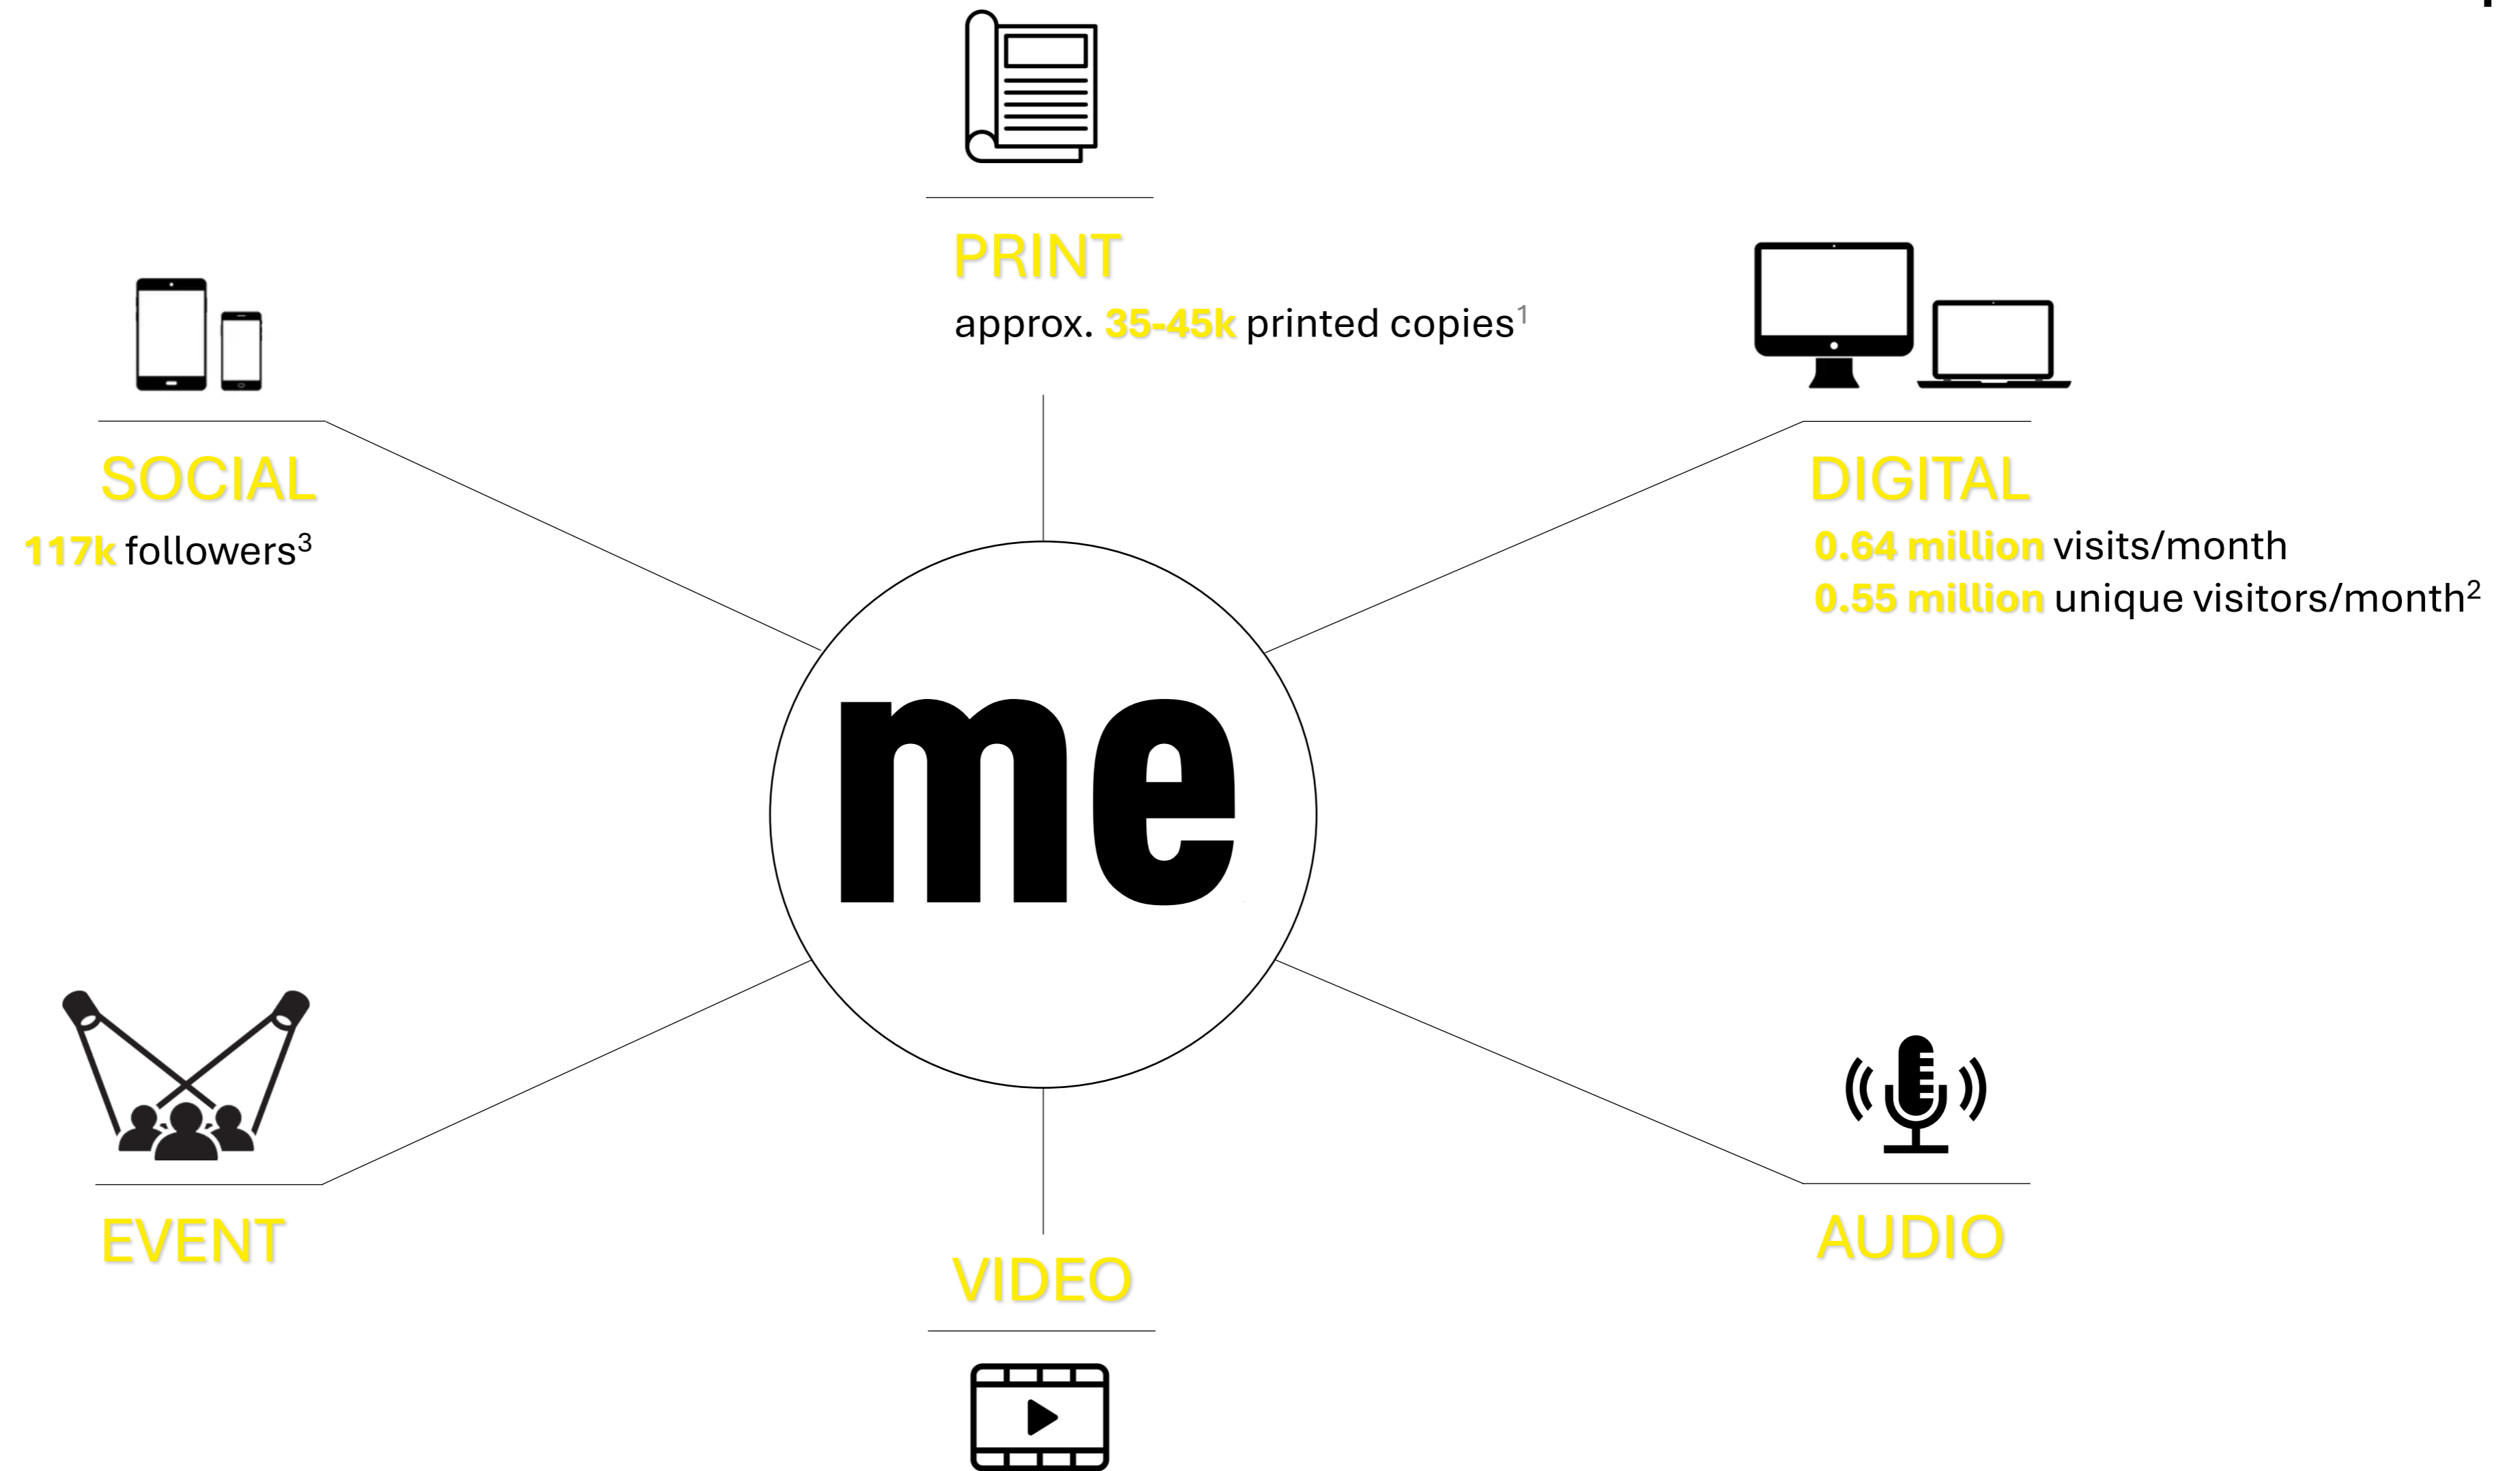 PRINT
approx. 35-45k printed copies¹
SOCIAL
117k followers³
DIGITAL
0.64 million visits/month
0.55 million unique visitors/month²
me
EVENT
AUDIO
VIDEO